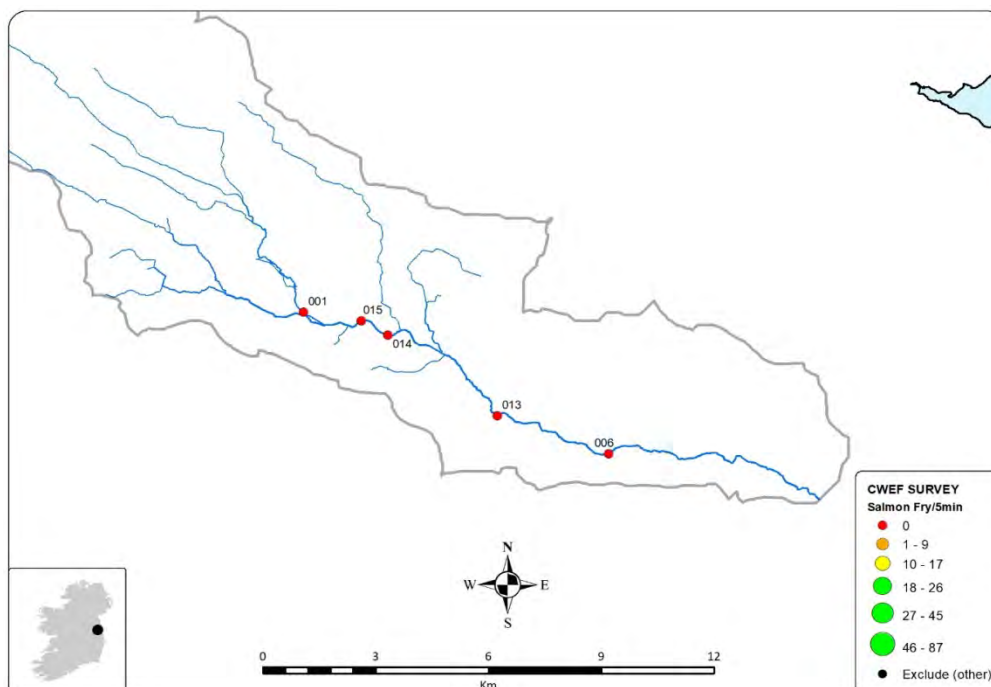 001
015
014
013
006
N
W E
S
0 3 6 9 12
Km
CWEF SURVEY
Salmon Fry/5min
0
1 - 9
10 - 17
18 - 26
27 - 45
46 - 87
Exclude (other)